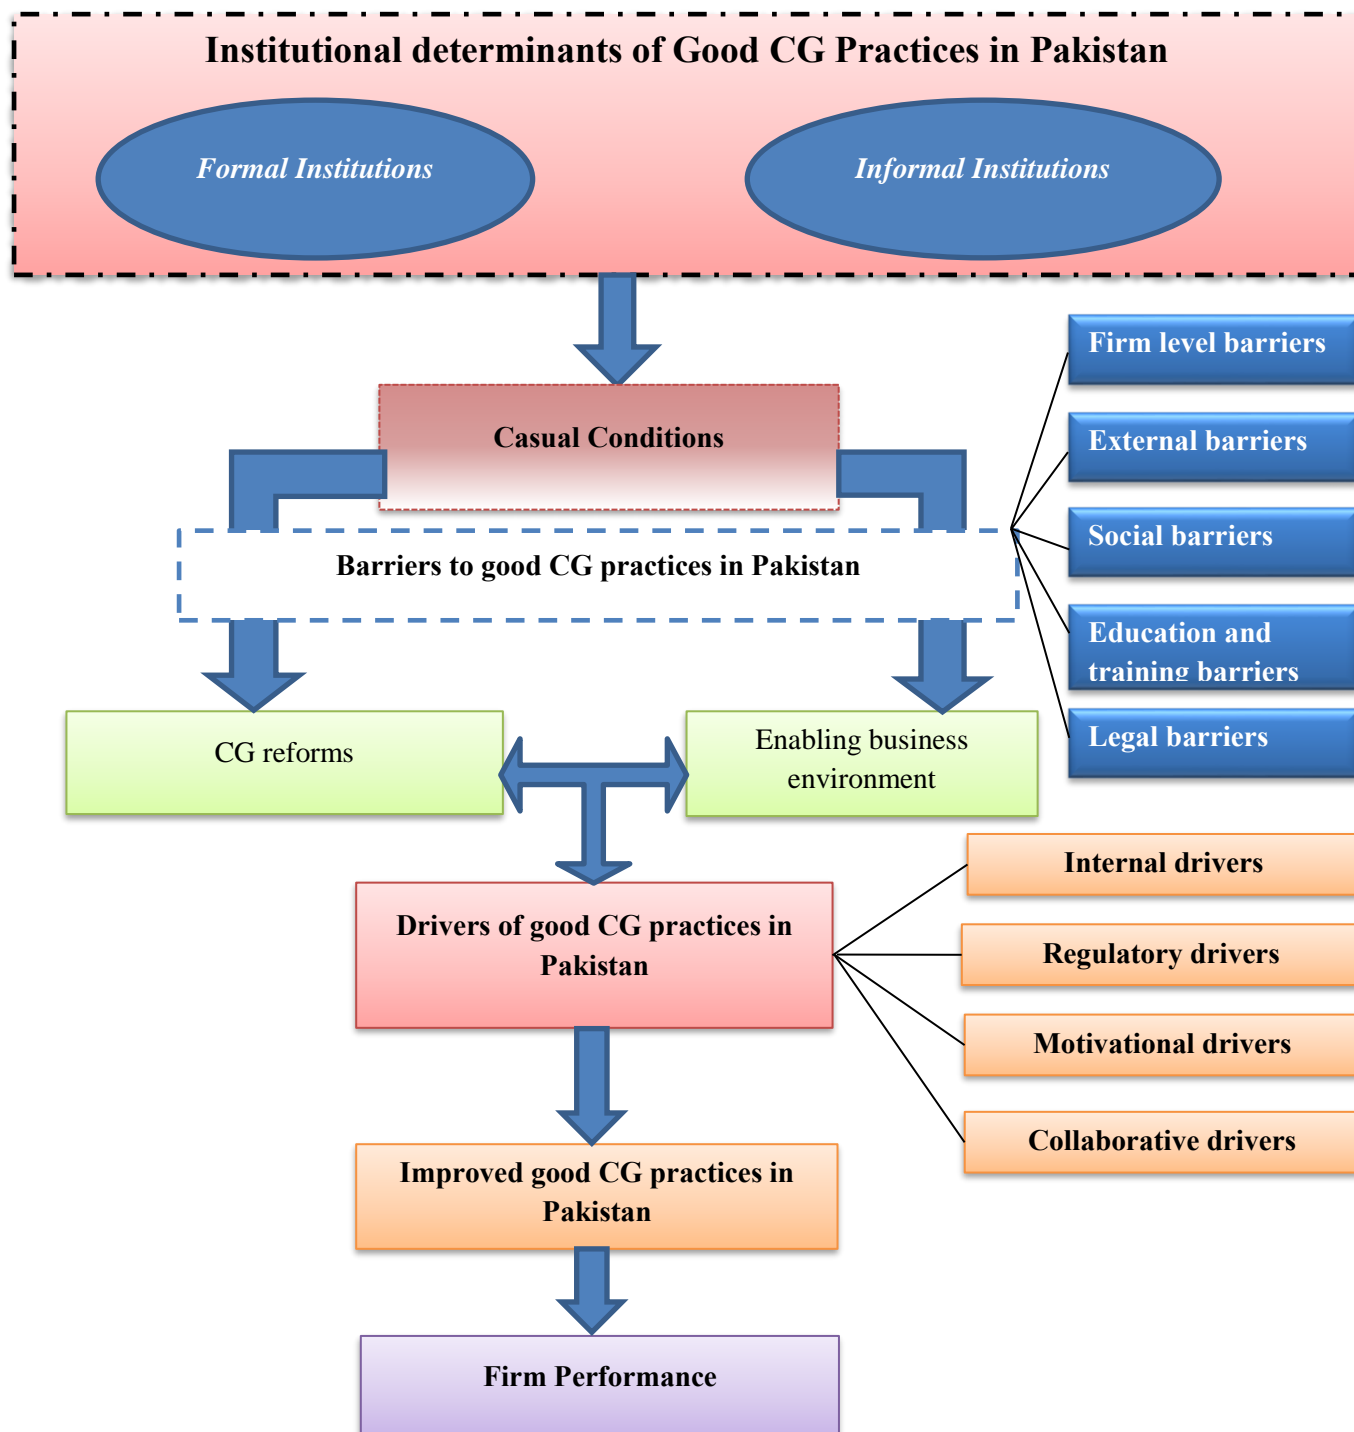 Institutional determinants of Good CG Practices in Pakistan
Formal Institutions
Informal Institutions
Casual Conditions
Barriers to good CG practices in Pakistan
Firm level barriers
External barriers
Social barriers
Education and
training barriers
Legal barriers
CG reforms
Enabling business
environment
Drivers of good CG practices in
Pakistan
Internal drivers
Regulatory drivers
Motivational drivers
Collaborative drivers
Improved good CG practices in
Pakistan
Firm Performance